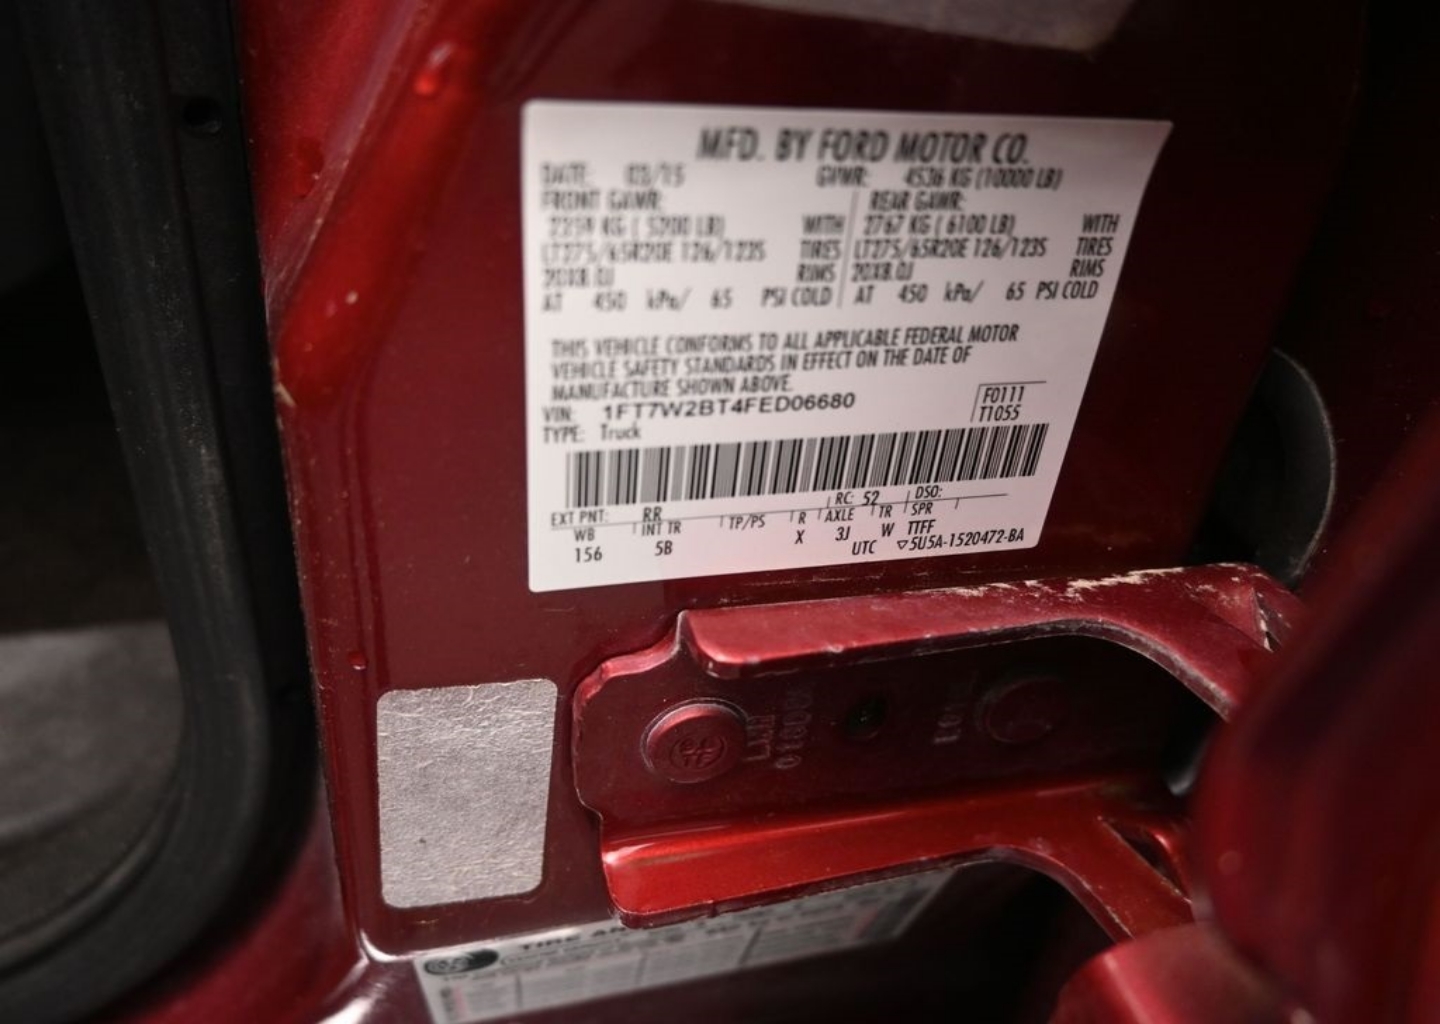 MFD. BY FORD MOTOR CO.
DATE: 03/15 GVWR: 4536 KG (10000 LB)
FRONT GAWR: REAR GAWR:
2359 KG ( 5200 LB) WITH 2767 KG ( 6100 LB) WITH
LT275/65R20E 126/123S TIRES LT275/65R20E 126/123S TIRES
20X8.0J RIMS 20X8.0J RIMS
AT 450 kPa/ 65 PSI COLD AT 450 kPa/ 65 PSI COLD
THIS VEHICLE CONFORMS TO ALL APPLICABLE FEDERAL MOTOR
VEHICLE SAFETY STANDARDS IN EFFECT ON THE DATE OF
MANUFACTURE SHOWN ABOVE.
VIN: 1FT7W2BT4FED06680 F0111
TYPE: Truck T1055
EXT PNT: RR RC: 52 DSO:
WB INT TR TP/PS R AXLE TR SPR
156 5B X 3J W TTFF
UTC ▽5U5A-1520472-BA
TIRE